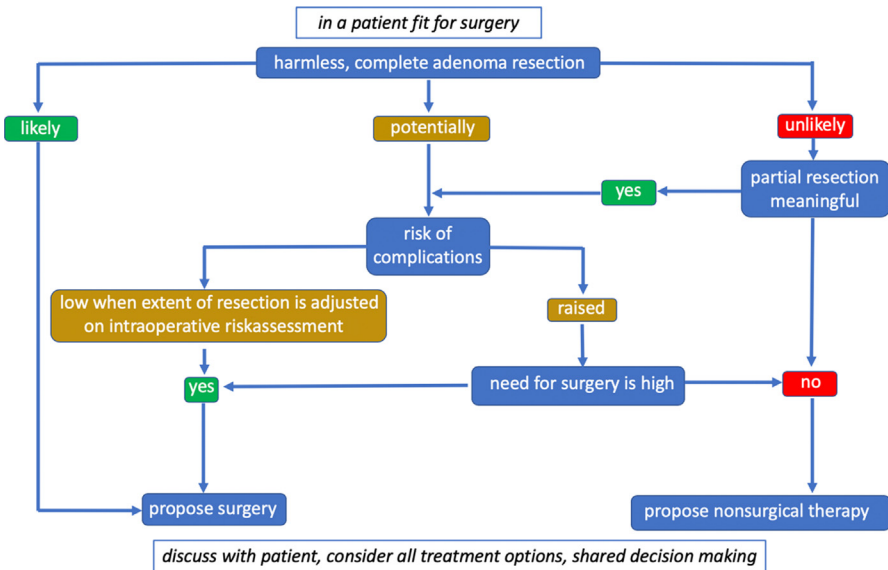 in a patient fit for surgery
harmless, complete adenoma resection
likely
potentially
unlikely
yes
partial resection
meaningful
risk of
complications
low when extent of resection is adjusted
on intraoperative riskassessment
raised
yes
need for surgery is high
no
propose surgery
propose nonsurgical therapy
discuss with patient, consider all treatment options, shared decision making